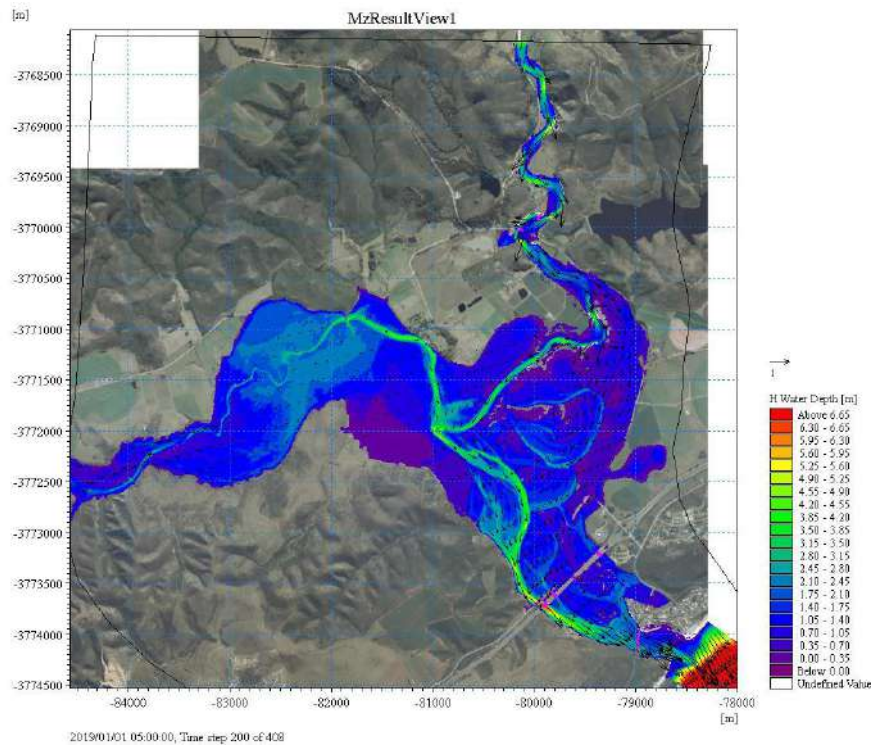 [m]
MzResultView1
-3768500
-3769000
-3769500
-3770000
-3770500
-3771000
-3771500
-3772000
-3772500
-3773000
-3773500
-3774000
-3774500
-84000
-83000
-82000
-81000
-80000
-79000
-78000
[m]
1
H Water Depth [m]
Above 6.65
6.30 - 6.65
5.95 - 6.30
5.60 - 5.95
5.25 - 5.60
4.90 - 5.25
4.55 - 4.90
4.20 - 4.55
3.85 - 4.20
3.50 - 3.85
3.15 - 3.50
2.80 - 3.15
2.45 - 2.80
2.10 - 2.45
1.75 - 2.10
1.40 - 1.75
1.05 - 1.40
0.70 - 1.05
0.35 - 0.70
0.00 - 0.35
Below 0.00
Undefined Value
2019/01/01 05:00:00, Time step 200 of 408